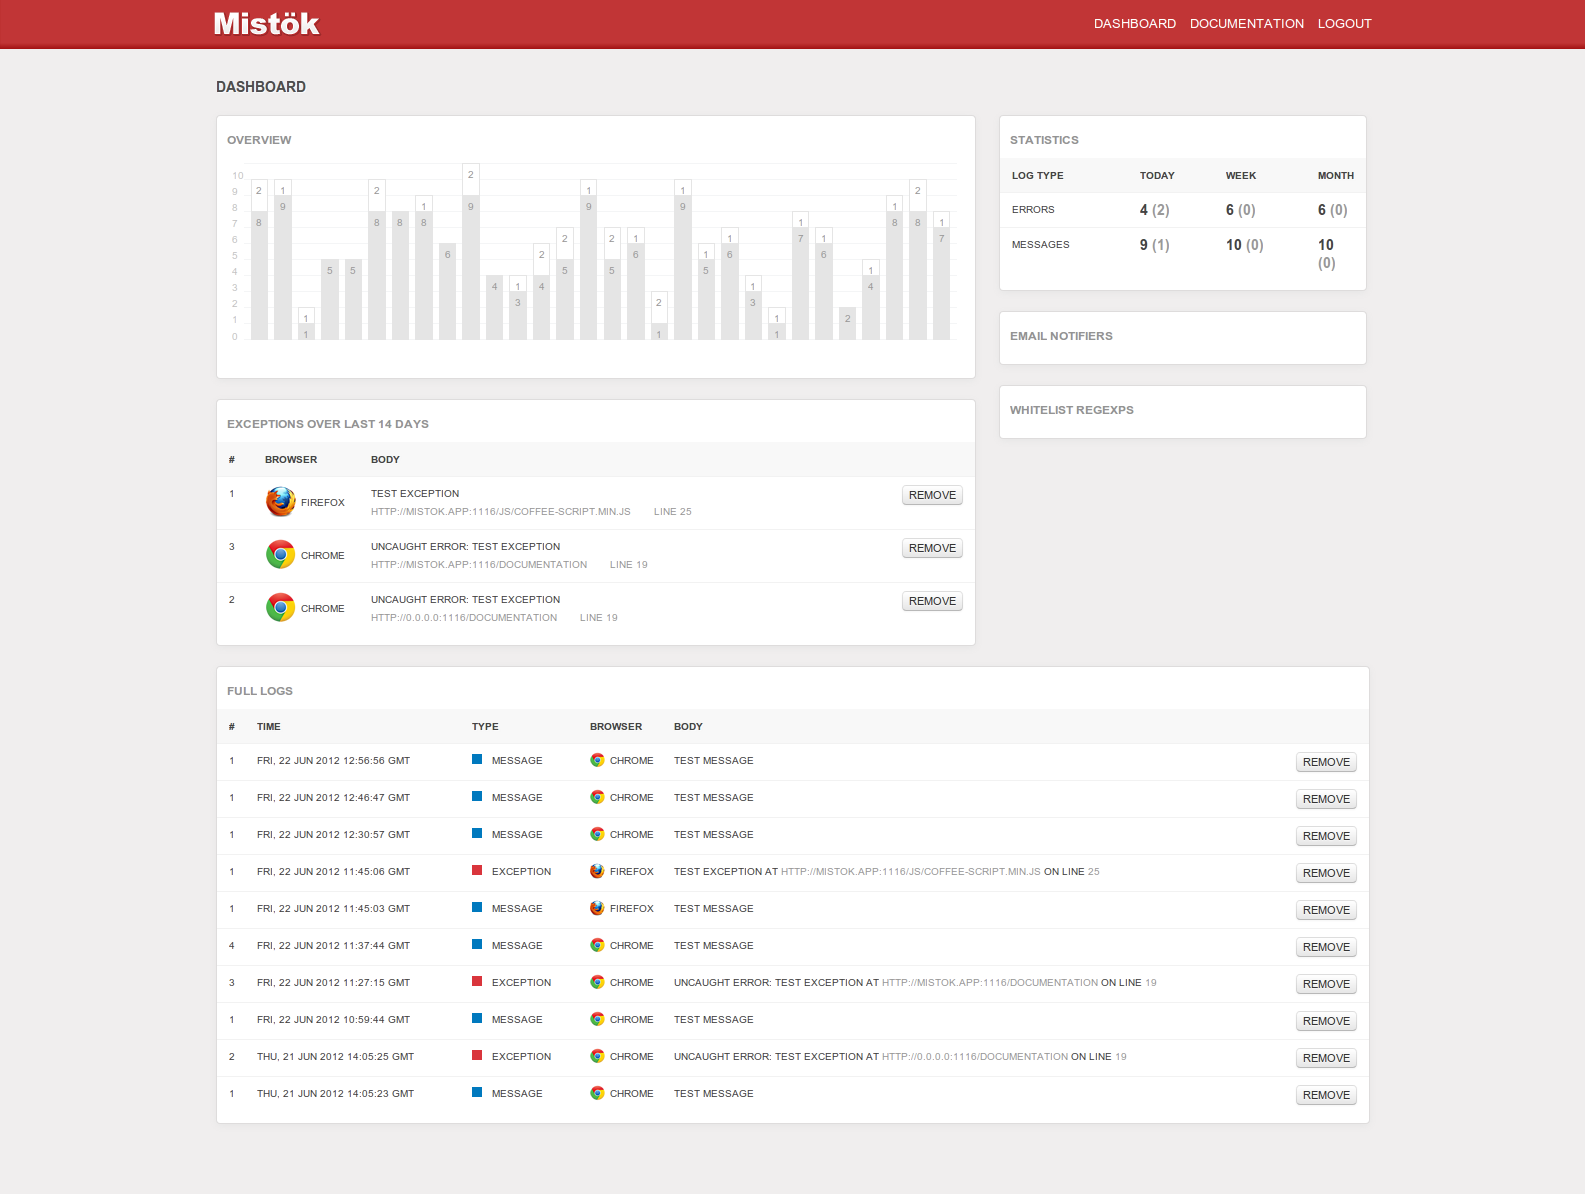 Mistök
DASHBOARD DOCUMENTATION LOGOUT
DASHBOARD
OVERVIEW
10
9
8
7
6
5
4
3
2
1
0
2 1 1 2 1 2 1 2 2 1 2 1 2 1 1 1 1 1 1 1 1 1 2 1
8 9 1 5 5 8 8 8 6 9 4 3 4 5 9 5 6 1 9 5 6 3 1 7 6 2 4 8 8 7
STATISTICS
LOG TYPE TODAY WEEK MONTH
ERRORS 4 (2) 6 (0) 6 (0)
MESSAGES 9 (1) 10 (0) 10
(0)
EMAIL NOTIFIERS
WHITELIST REGEXPS
EXCEPTIONS OVER LAST 14 DAYS
# BROWSER BODY
1 FIREFOX TEST EXCEPTION REMOVE
HTTP://MISTOK.APP:1116/JS/COFFEE-SCRIPT.MIN.JS LINE 25
3 CHROME UNCAUGHT ERROR: TEST EXCEPTION REMOVE
HTTP://MISTOK.APP:1116/DOCUMENTATION LINE 19
2 CHROME UNCAUGHT ERROR: TEST EXCEPTION REMOVE
HTTP://0.0.0.0:1116/DOCUMENTATION LINE 19
FULL LOGS
# TIME TYPE BROWSER BODY
1 FRI, 22 JUN 2012 12:56:56 GMT MESSAGE CHROME TEST MESSAGE REMOVE
1 FRI, 22 JUN 2012 12:46:47 GMT MESSAGE CHROME TEST MESSAGE REMOVE
1 FRI, 22 JUN 2012 12:30:57 GMT MESSAGE CHROME TEST MESSAGE REMOVE
1 FRI, 22 JUN 2012 11:45:06 GMT EXCEPTION FIREFOX TEST EXCEPTION AT HTTP://MISTOK.APP:1116/JS/COFFEE-SCRIPT.MIN.JS ON LINE 25 REMOVE
1 FRI, 22 JUN 2012 11:45:03 GMT MESSAGE FIREFOX TEST MESSAGE REMOVE
4 FRI, 22 JUN 2012 11:37:44 GMT MESSAGE CHROME TEST MESSAGE REMOVE
3 FRI, 22 JUN 2012 11:27:15 GMT EXCEPTION CHROME UNCAUGHT ERROR: TEST EXCEPTION AT HTTP://MISTOK.APP:1116/DOCUMENTATION ON LINE 19 REMOVE
1 FRI, 22 JUN 2012 10:59:44 GMT MESSAGE CHROME TEST MESSAGE REMOVE
2 THU, 21 JUN 2012 14:05:25 GMT EXCEPTION CHROME UNCAUGHT ERROR: TEST EXCEPTION AT HTTP://0.0.0.0:1116/DOCUMENTATION ON LINE 19 REMOVE
1 THU, 21 JUN 2012 14:05:23 GMT MESSAGE CHROME TEST MESSAGE REMOVE